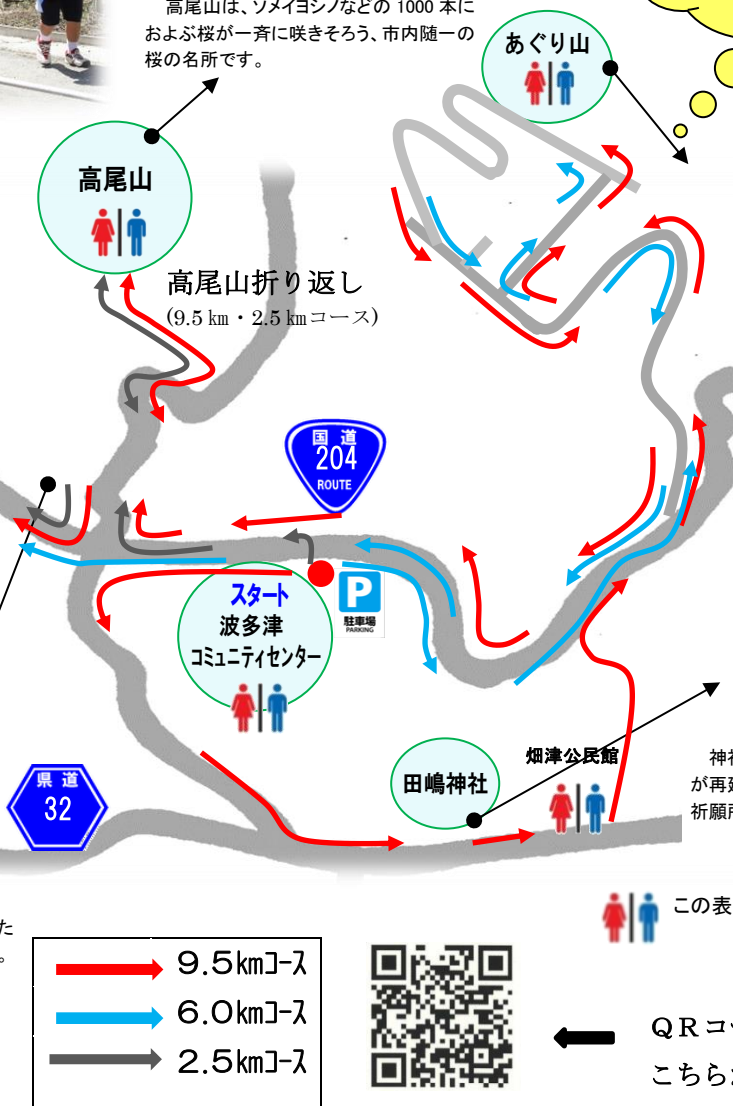 高尾山は、ソメイヨシノなどの 1000 本に
およぶ桜が一斉に咲きそろう、市内随一の
桜の名所です。
あぐり山
高尾山
高尾山折り返し
(9.5㎞・2.5㎞コース)
国道
204
ROUTE
スタート
波多津
コミュニティセンター
P
駐車場
PARKING
畑津公民館
田嶋神社
神社
が再建
祈願所
県道
32
この表
た
。
9.5㎞コース
6.0㎞コース
2.5㎞コース
QRコー
こちら